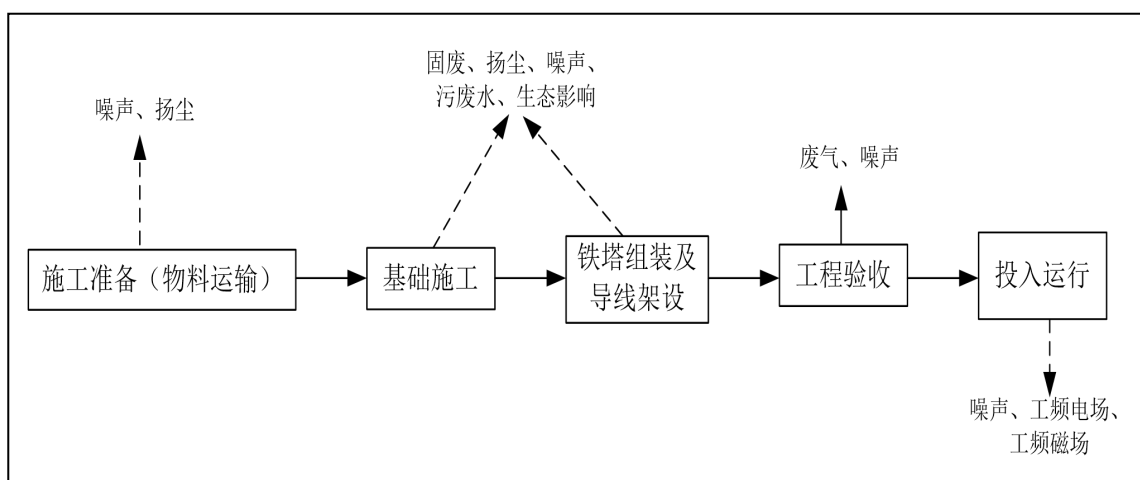 固废、扬尘、噪声、
污废水、生态影响
噪声、扬尘
废气、噪声
施工准备（物料运输）
基础施工
铁塔组装及
导线架设
工程验收
投入运行
噪声、工频电场、
工频磁场